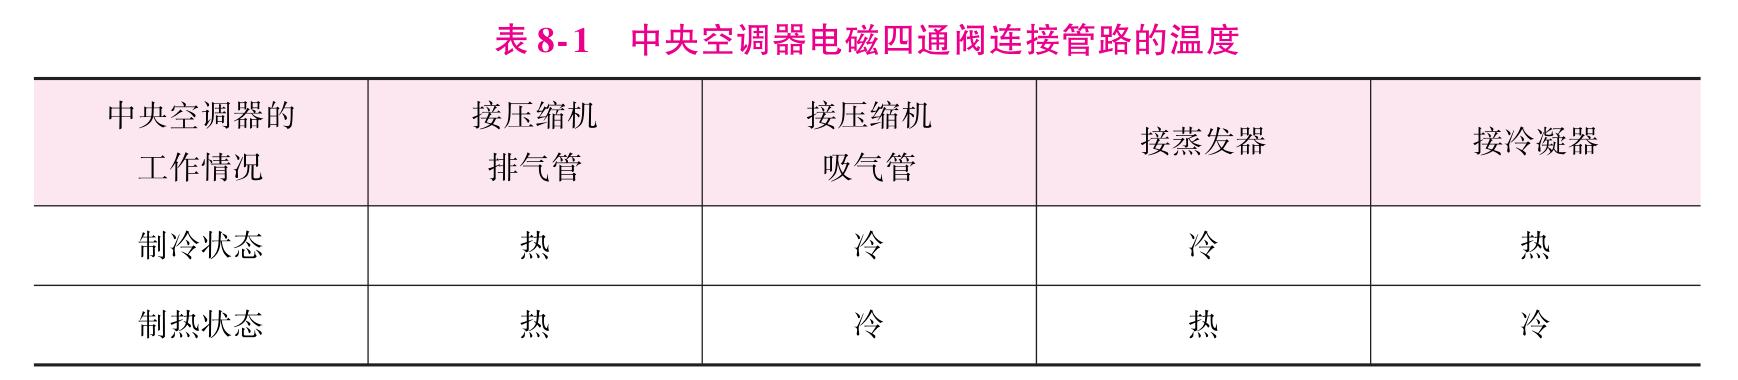 表 8-1 中央空调器电磁四通阀连接管路的温度
中央空调器的
工作情况
接压缩机
排气管
接压缩机
吸气管
接蒸发器
接冷凝器
制冷状态 热 冷 冷 热
制热状态 热 冷 热 冷